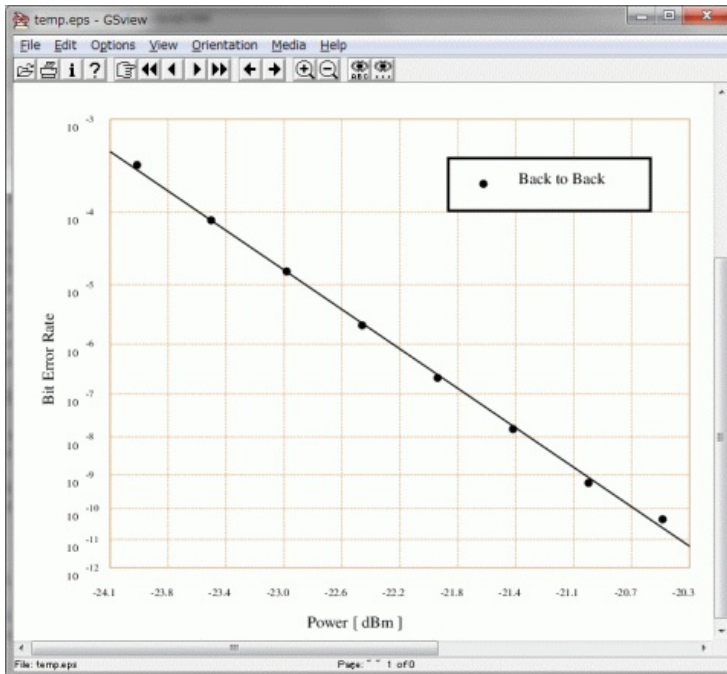 temp.eps - GSview
File Edit Options View Orientation Media Help
Back to Back
10 -3
10 -4
10 -5
10 -6
10 -7
10 -8
10 -9
10 -10
10 -11
10 -12
Bit Error Rate
-24.1 -23.8 -23.4 -23.0 -22.6 -22.2 -21.8 -21.4 -21.1 -20.7 -20.3
Power [ dBm ]
File: temp.eps Page: " " 1 of 0